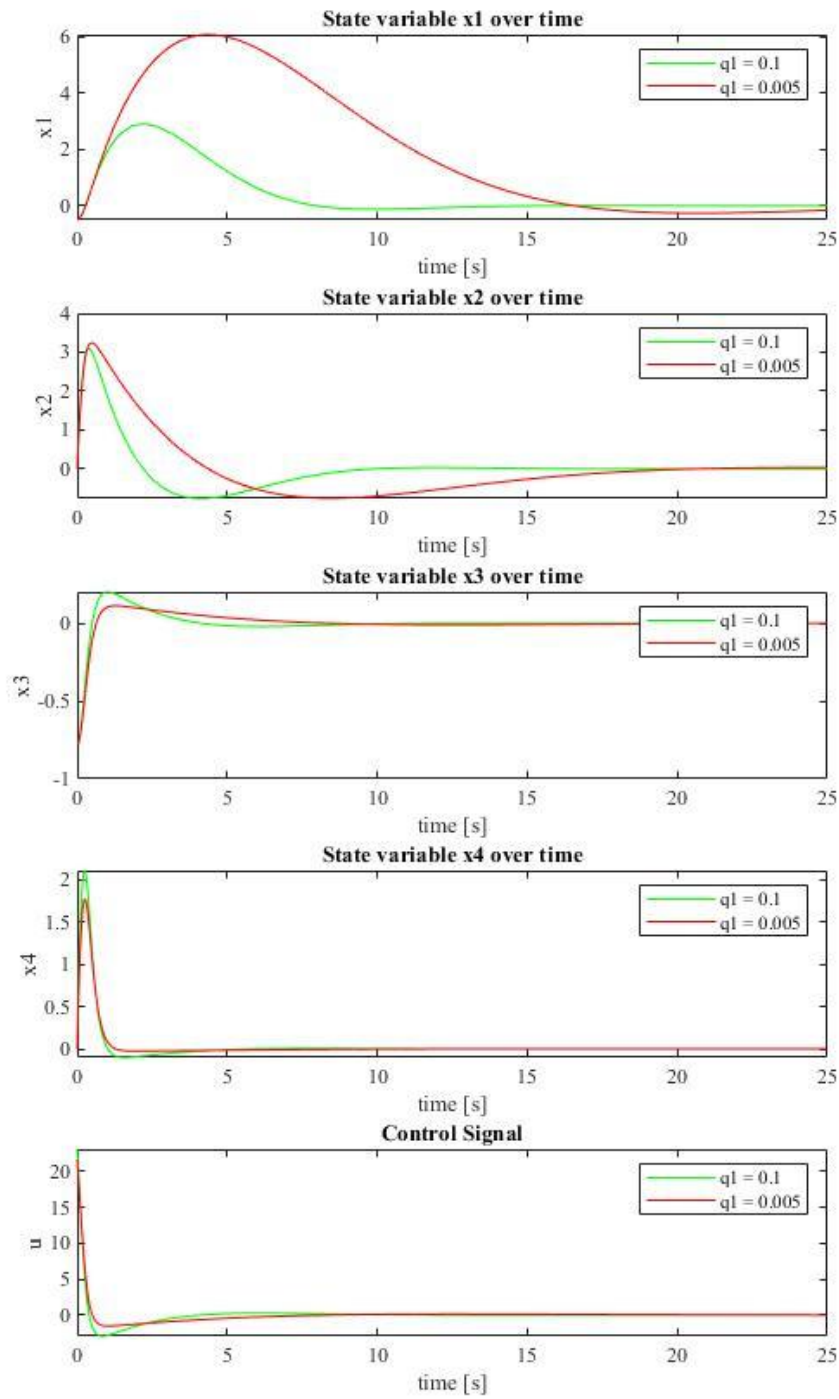 State variable x1 over time
6
4
2
0
x1
q1 = 0.1
q1 = 0.005
0 5 10 15 20 25
time [s]
State variable x2 over time
4
3
2
1
0
x2
q1 = 0.1
q1 = 0.005
0 5 10 15 20 25
time [s]
State variable x3 over time
0
-0.5
-1
x3
q1 = 0.1
q1 = 0.005
0 5 10 15 20 25
time [s]
State variable x4 over time
2
1.5
1
0.5
0
x4
q1 = 0.1
q1 = 0.005
0 5 10 15 20 25
time [s]
Control Signal
20
15
10
5
0
u
q1 = 0.1
q1 = 0.005
0 5 10 15 20 25
time [s]